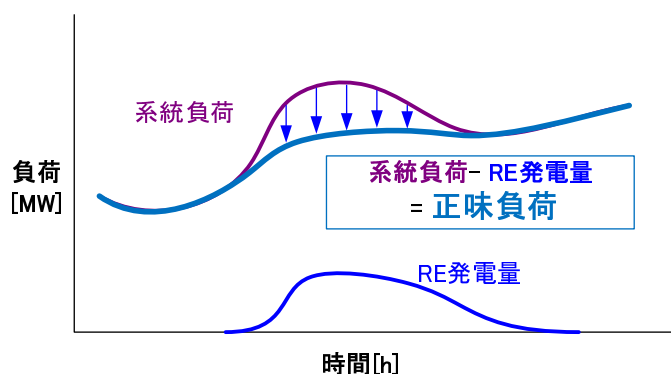 系統負荷
負荷
[MW]
系統負荷- RE発電量
= 正味負荷
RE発電量
時間[h]